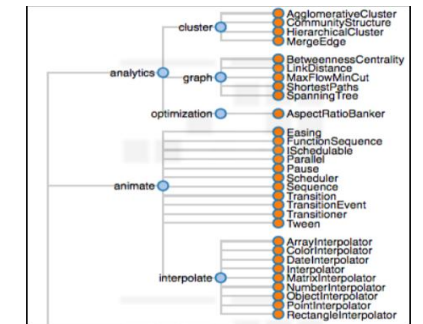 AgglomerativeCluster
CommunityStructure
cluster
HierarchicalCluster
MergeEdge
BetweennessCentrality
LinkDistance
analytics
graph
MaxFlowMinCut
ShortestPaths
SpanningTree
optimization
AspectRatioBanker
Easing
FunctionSequence
ISchedulable
Parallel
Pause
Scheduler
animate
Sequence
Transition
TransitionEvent
Transitioner
Tween
ArrayInterpolator
ColorInterpolator
DateInterpolator
Interpolator
interpolate
MatrixInterpolator
NumberInterpolator
ObjectInterpolator
PointInterpolator
RectangleInterpolator